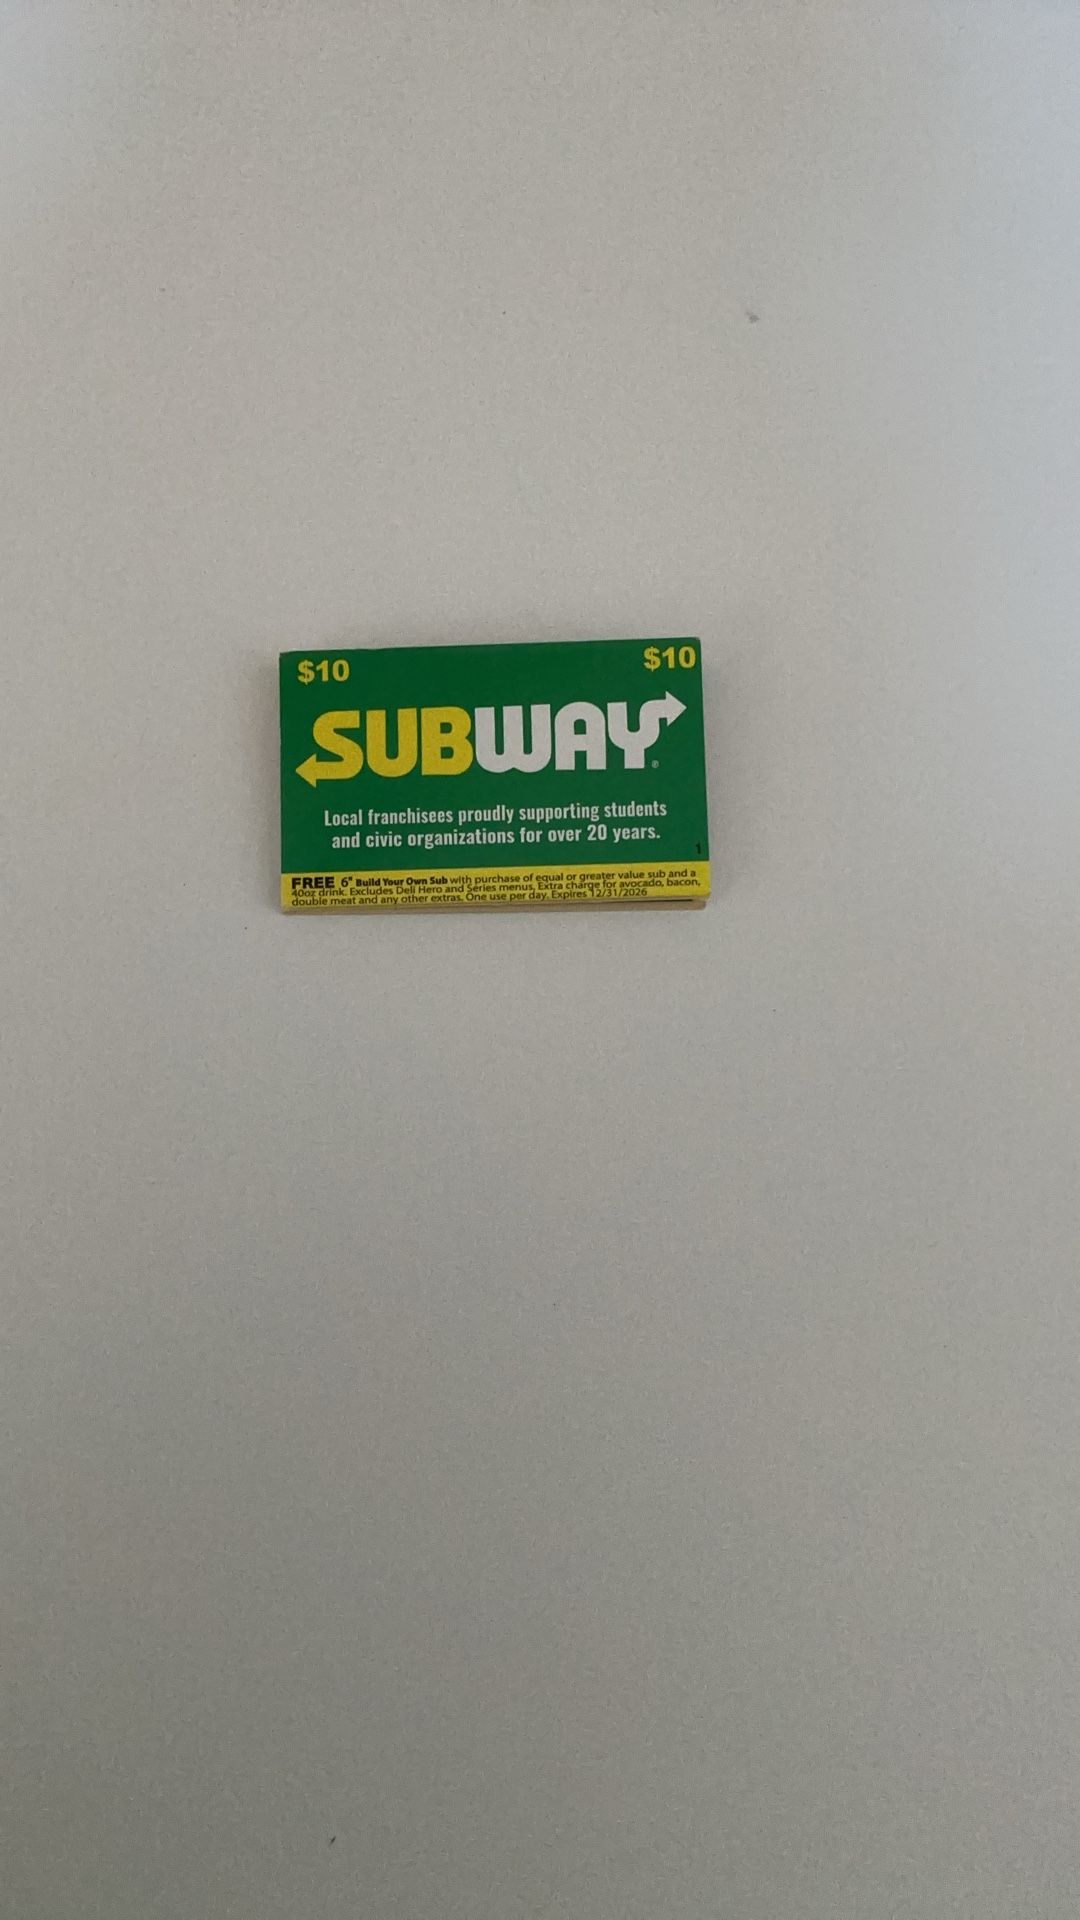 $10 $10
SUBWAY®
Local franchisees proudly supporting students
and civic organizations for over 20 years.
1
FREE 6" Build Your Own Sub with purchase of equal or greater value sub and a
40oz drink. Excludes Deli Hero and Series menus, Extra charge for avocado, bacon,
double meat and any other extras. One use per day. Expires 12/31/2026